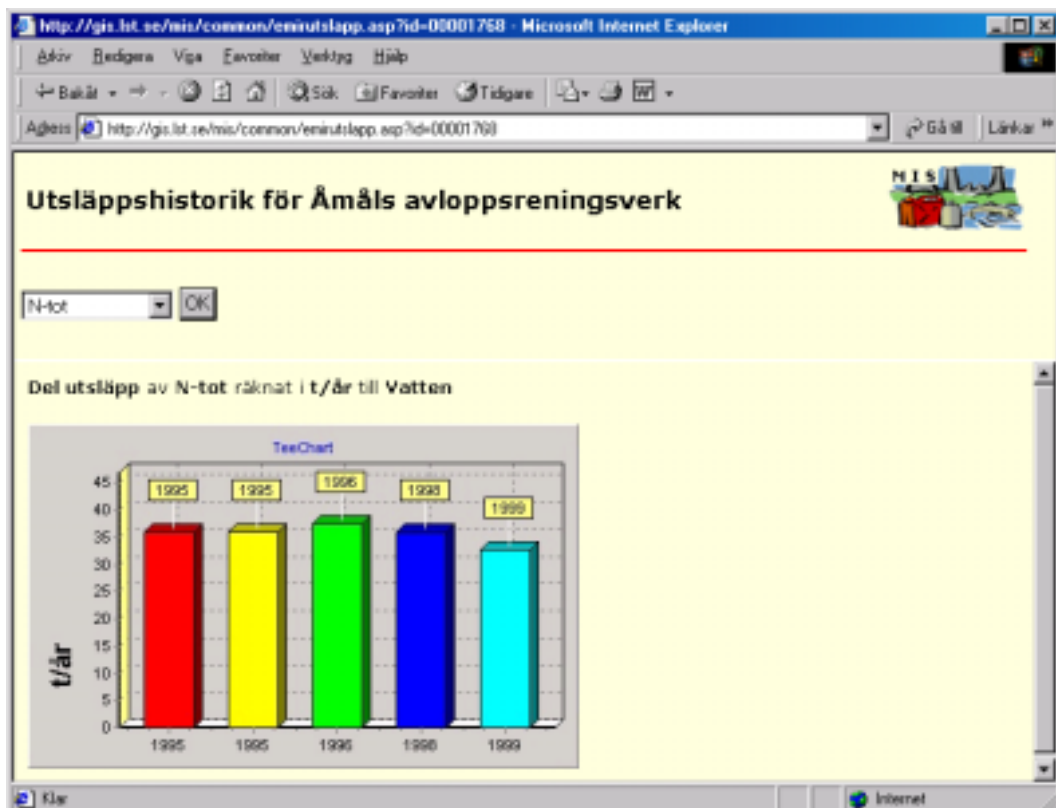 http://gis.lst.se/mis/common/emirutslapp.asp?id=00001768 - Microsoft Internet Explorer
Arkiv Redigera Visa Favoriter Verktyg Hjälp
Bakåt Sök Favoriter Tidigare
Adress http://gis.lst.se/mis/common/emirutslapp.asp?id=00001768 Gå till Länkar »
Utsläppshistorik för Åmåls avloppsreningsverk
MIS
N-tot OK
Del utsläpp av N-tot räknat i t/år till Vatten
TeeChart
1995 1995 1996 1998 1999
t/år
45
40
35
30
25
20
15
10
5
0
1995 1995 1996 1998 1999
Klar Internet